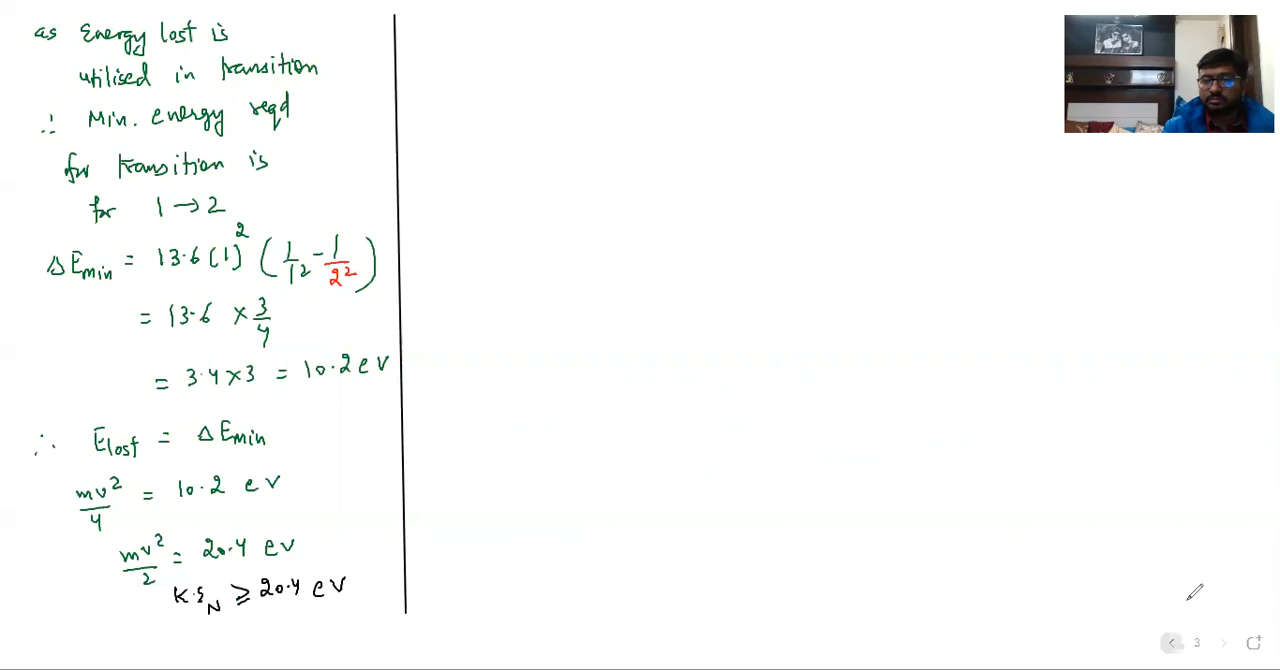 as Energy lost is
utilised in transition
∴ Min. energy reqd
for transition is
for 1 → 2
ΔE_min = 13.6 (1)^2 (1/1^2 - 1/2^2)
= 13.6 × 3/4
= 3.4 × 3 = 10.2 eV
∴ E_lost = ΔE_min
mv^2/4 = 10.2 eV
mv^2/2 = 20.4 eV
K.E_N ⩾ 20.4 eV
3